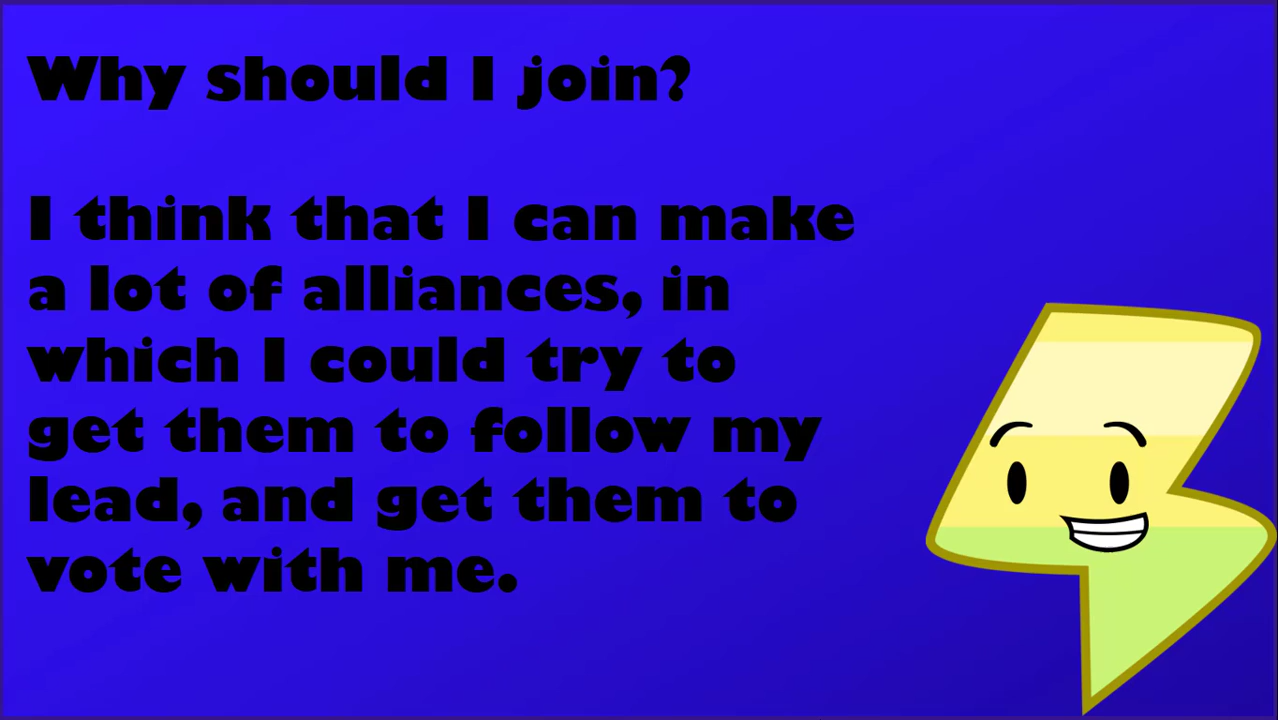 Why should I join?
I think that I can make
a lot of alliances, in
which I could try to
get them to follow my
lead, and get them to
vote with me.